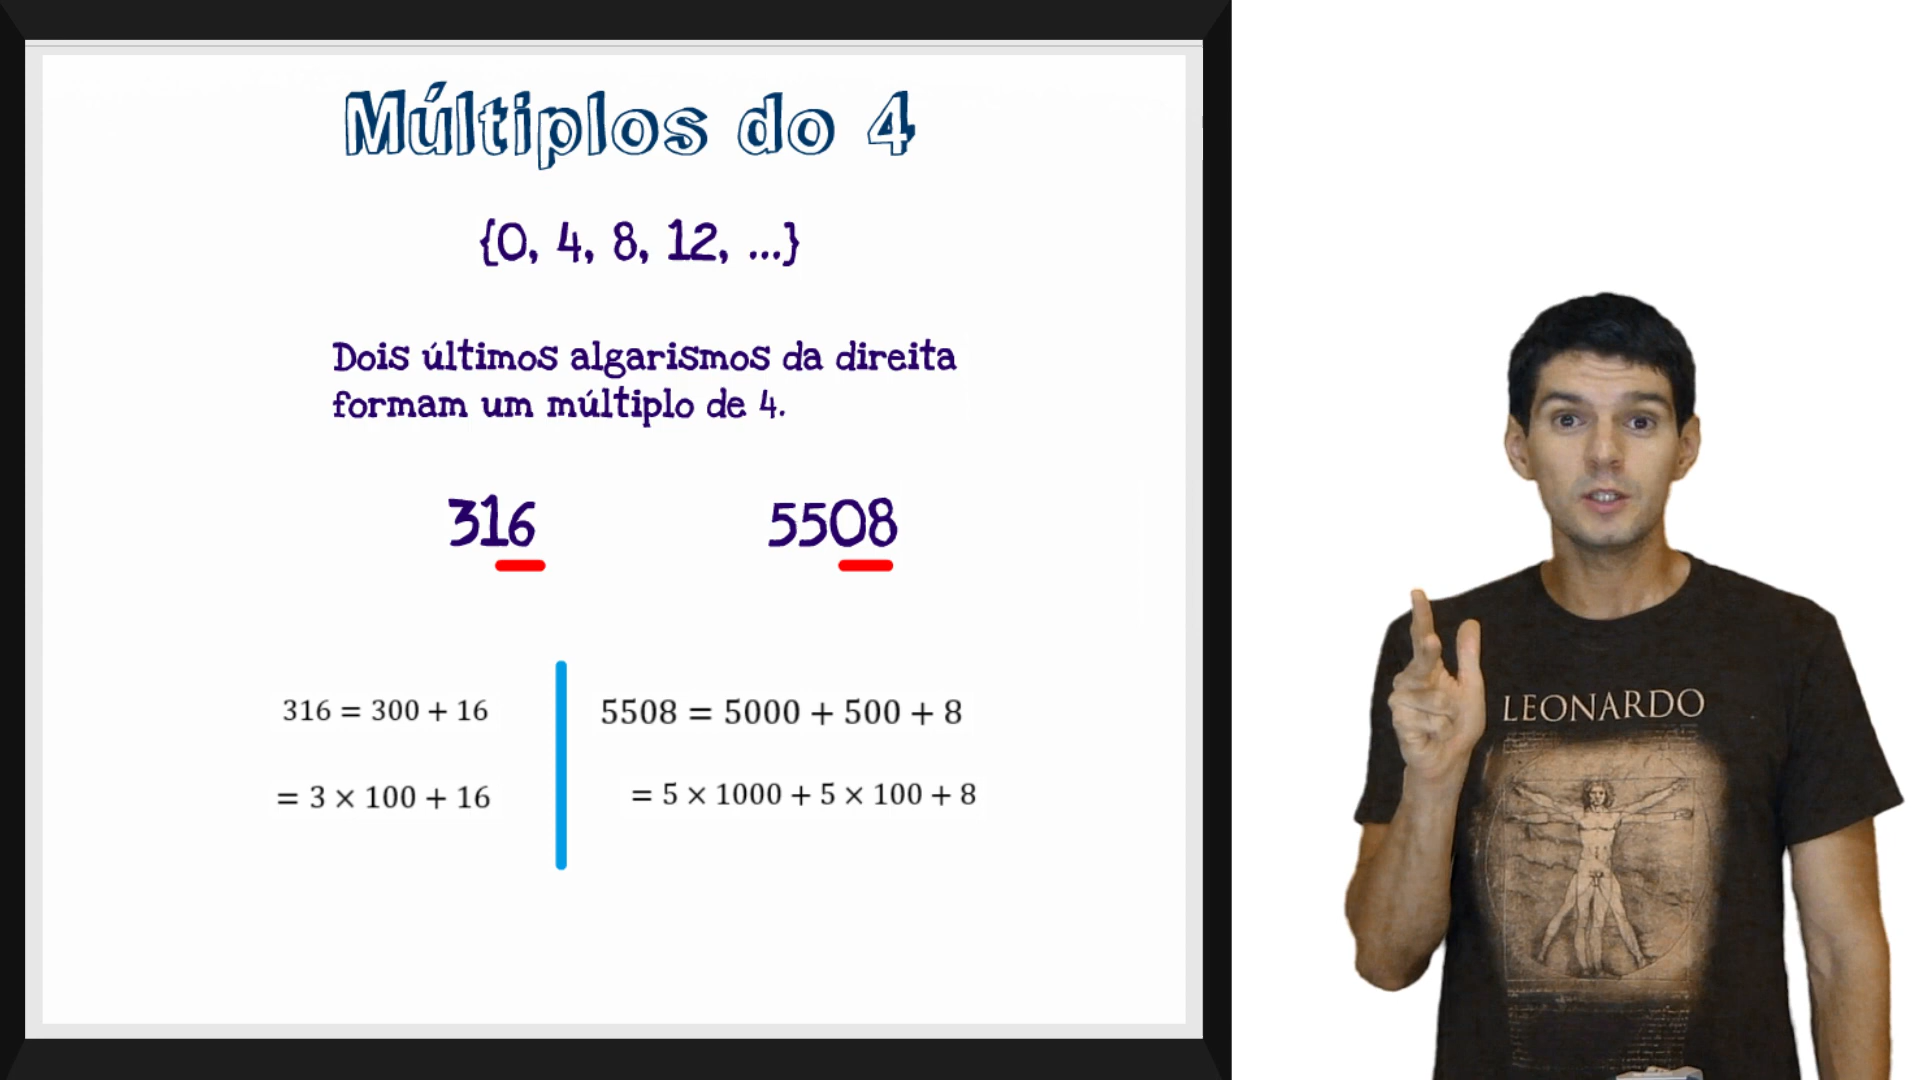 Múltiplos do 4
{0, 4, 8, 12, ...}
Dois últimos algarismos da direita
formam um múltiplo de 4.
316
5508
316 = 300 + 16
= 3 × 100 + 16
5508 = 5000 + 500 + 8
= 5 × 1000 + 5 × 100 + 8
LEONARDO